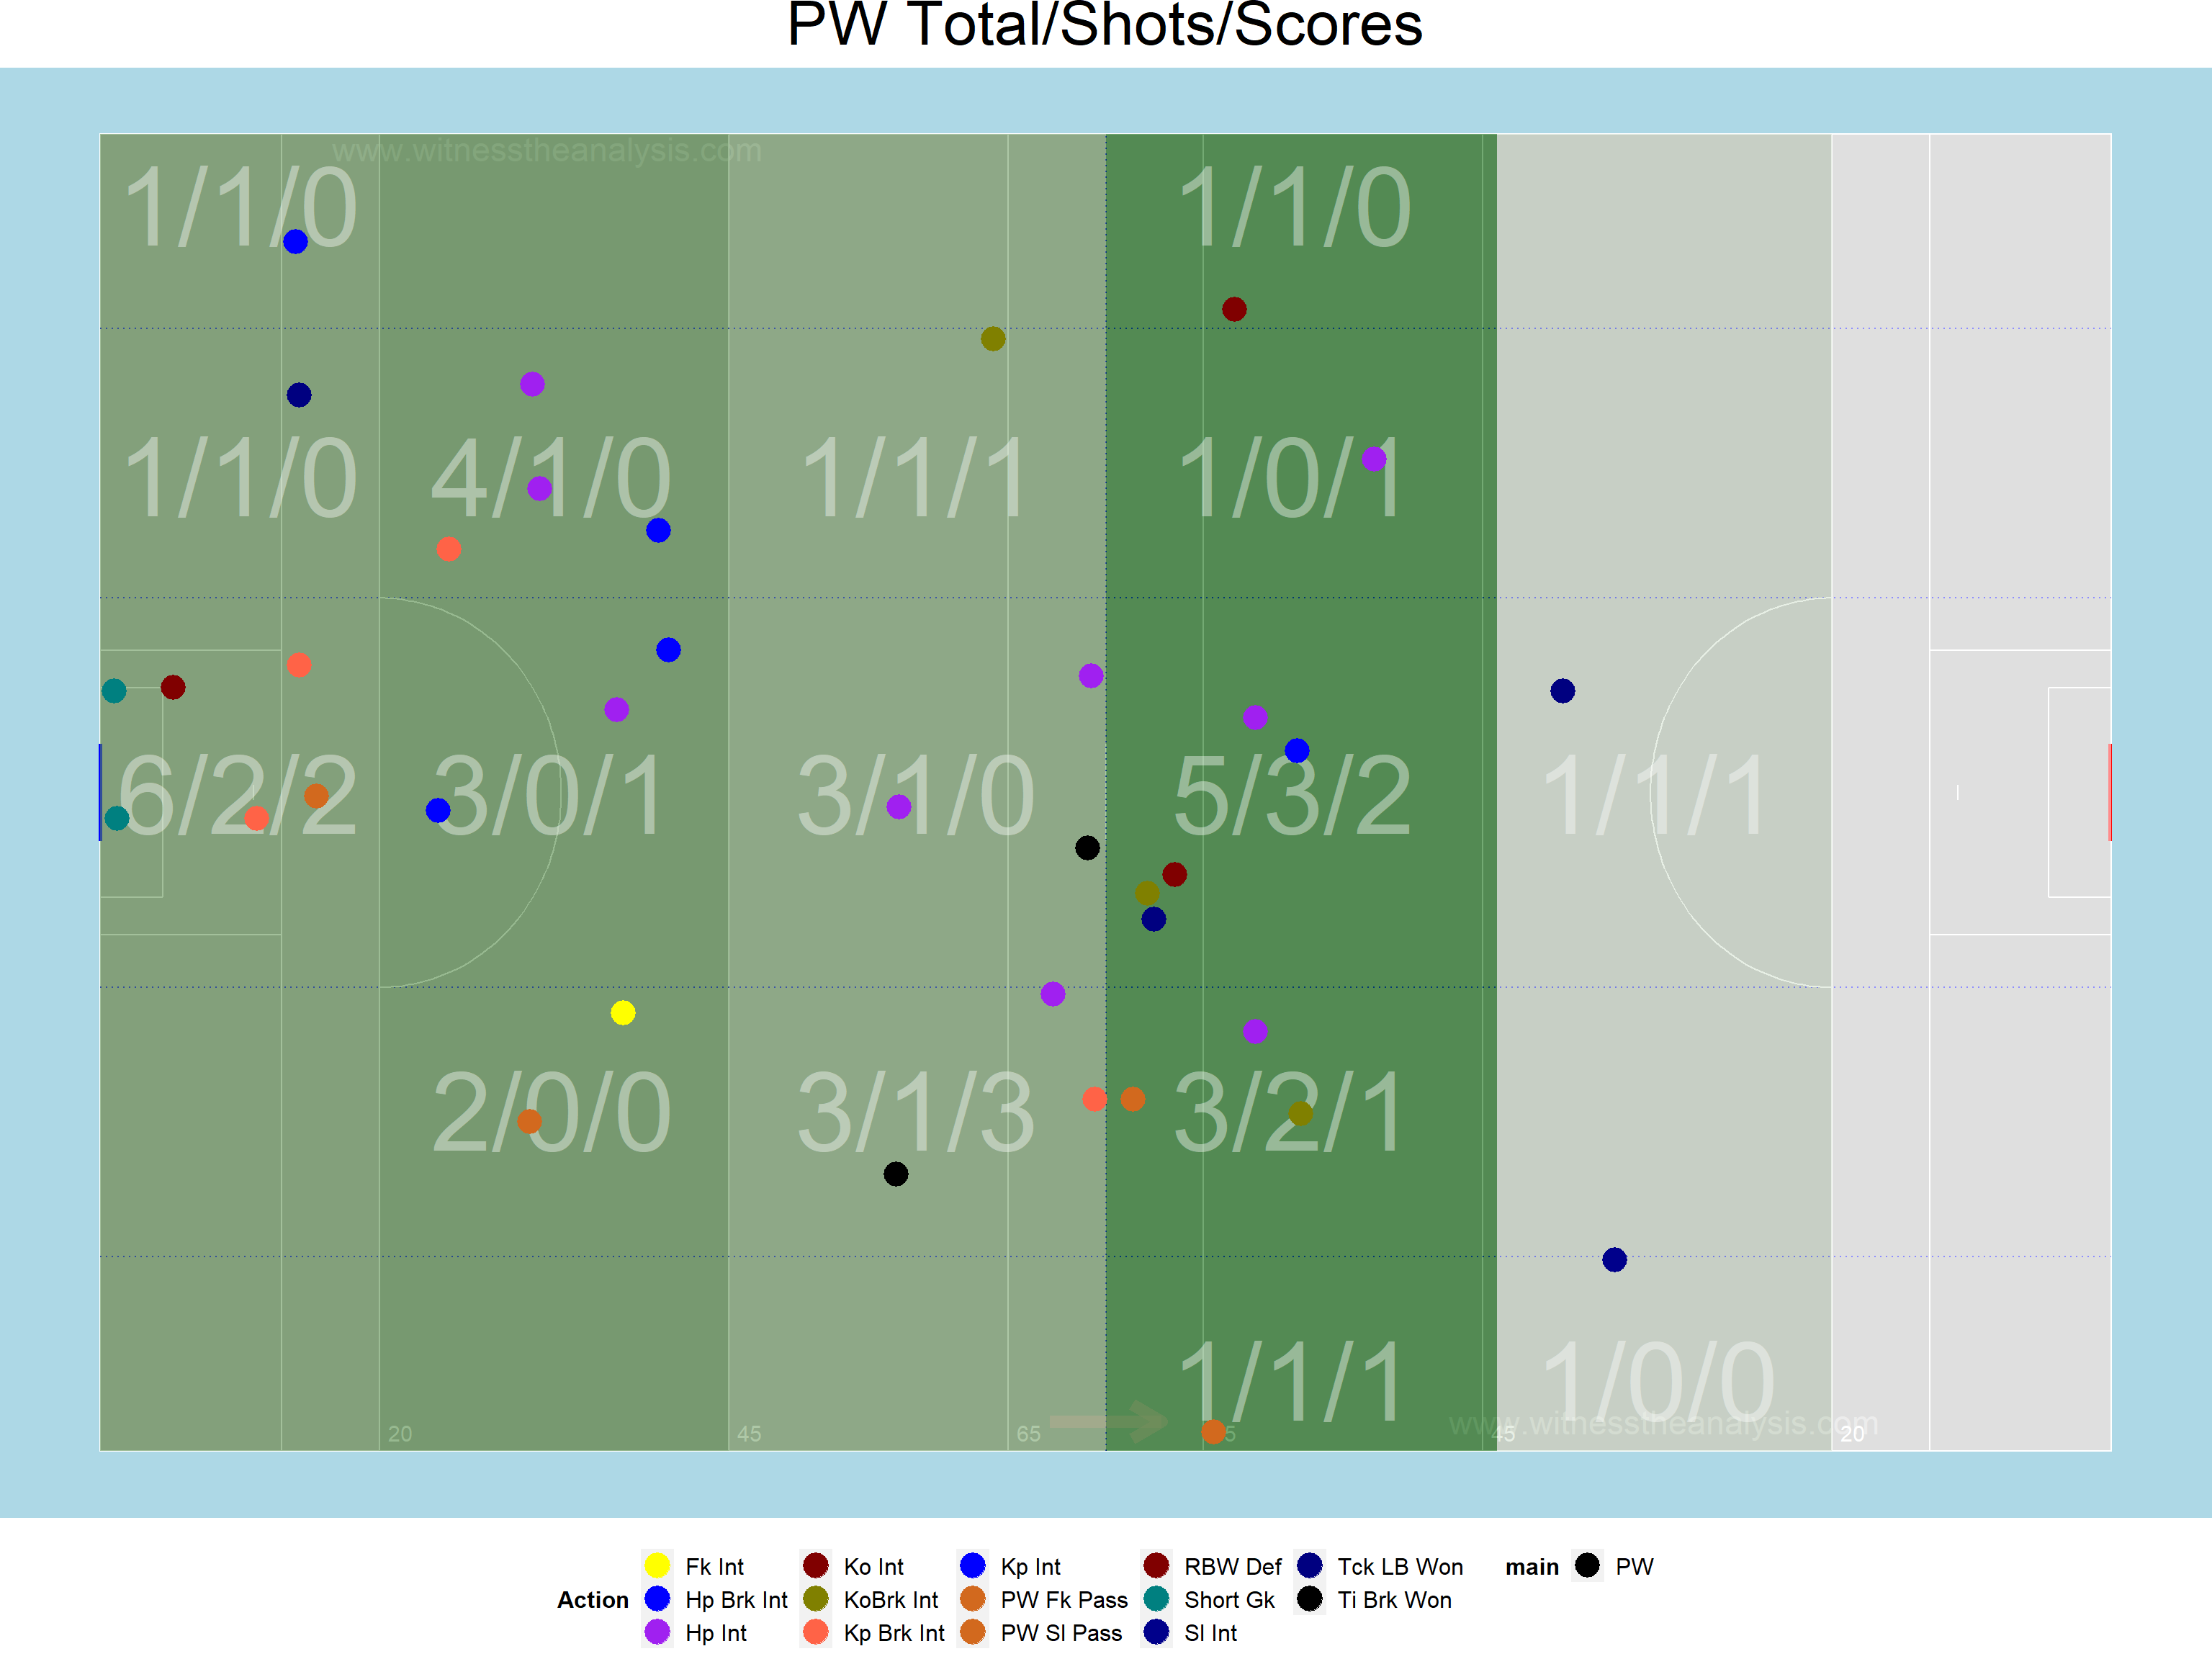 PW Total/Shots/Scores
www.witnesstheanalysis.com
1/1/0 1/1/0
1/1/0 4/1/0 1/1/1 1/0/1
6/2/2 3/0/1 3/1/0 5/3/2 1/1/1
2/0/0 3/1/3 3/2/1
1/1/1 1/0/0
www.witnesstheanalysis.com
20 45 65 45 20
Fk Int Ko Int Kp Int RBW Def Tck LB Won main PW
Action Hp Brk Int KoBrk Int PW Fk Pass Short Gk Ti Brk Won
Hp Int Kp Brk Int PW Sl Pass Sl Int